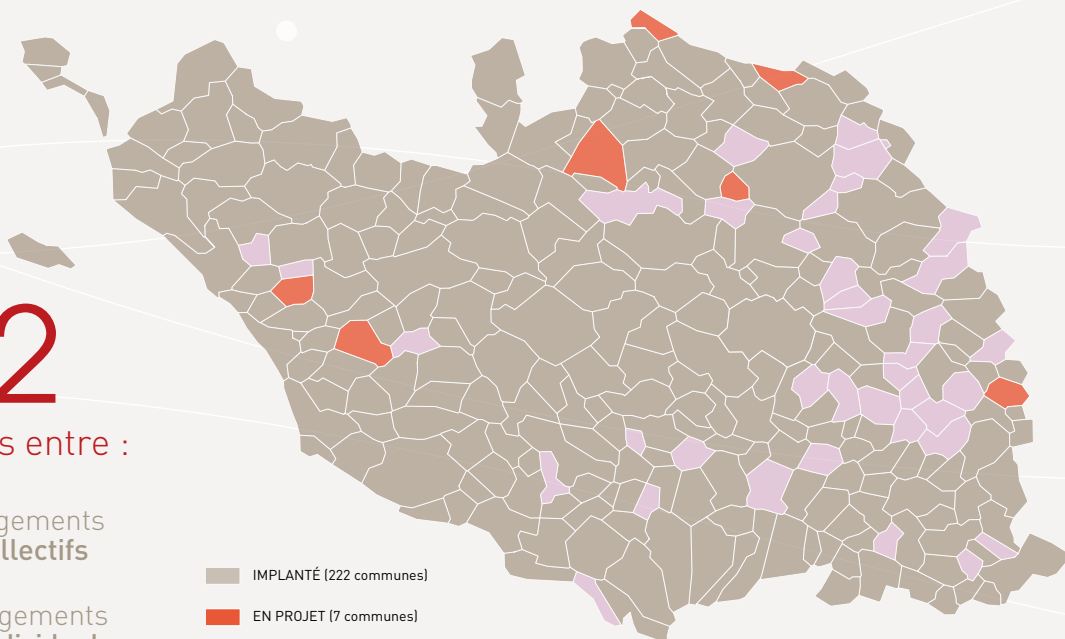 2
s entre :
gements
llectifs
gements
IMPLANTÉ (222 communes)
EN PROJET (7 communes)